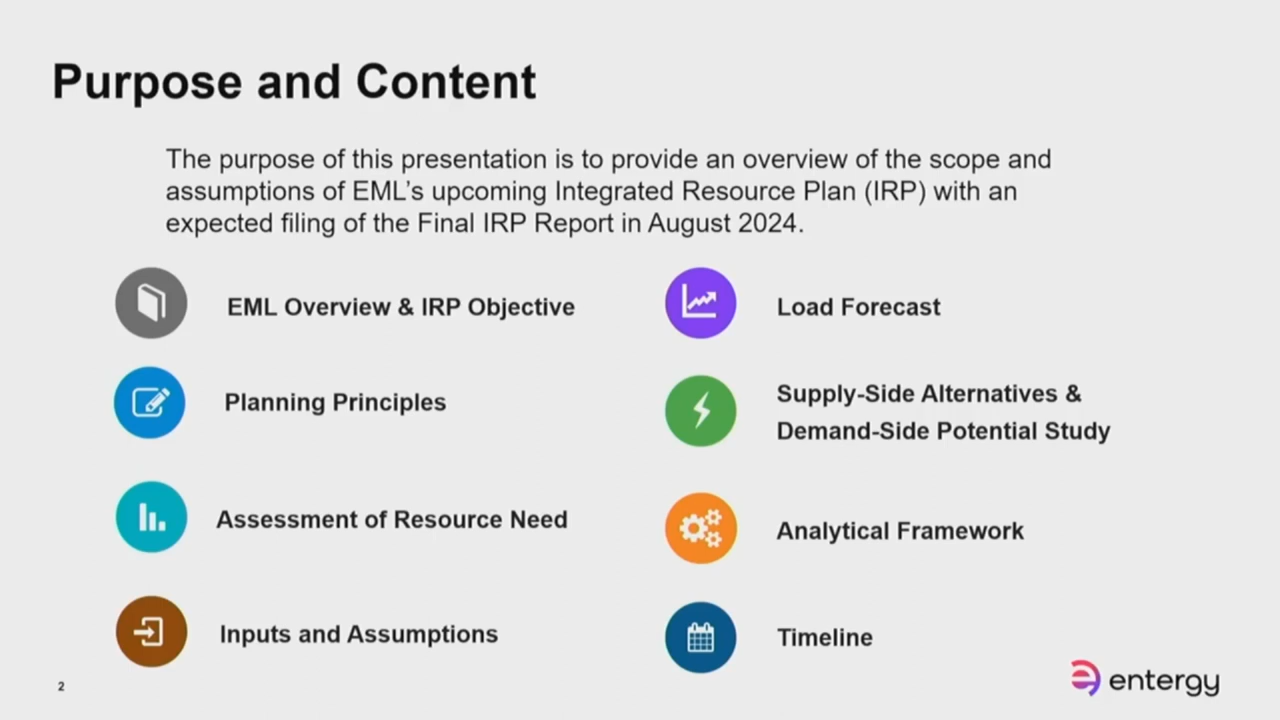 Purpose and Content
The purpose of this presentation is to provide an overview of the scope and
assumptions of EML’s upcoming Integrated Resource Plan (IRP) with an
expected filing of the Final IRP Report in August 2024.
EML Overview & IRP Objective
Planning Principles
Assessment of Resource Need
Inputs and Assumptions
Load Forecast
Supply-Side Alternatives &
Demand-Side Potential Study
Analytical Framework
Timeline
2
entergy